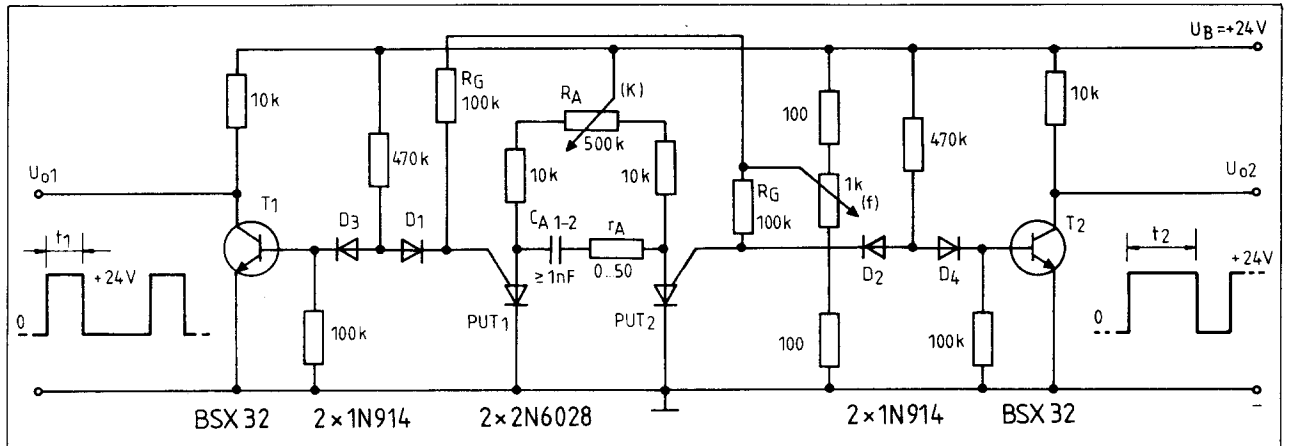 U_B=+24V
10k
R_G
100k
R_A
(K)
500k
100
470k
10k
470k
10k
10k
R_G
100k
1k
(f)
U_o1
U_o2
T1
D3
D1
C_A 1-2
≥1nF
r_A
0...50
D2
D4
T2
t1
+24V
0
100k
PUT1
PUT2
100
100k
t2
+24V
0
–
BSX 32
2×1N914
2×2N6028
2×1N914
BSX 32